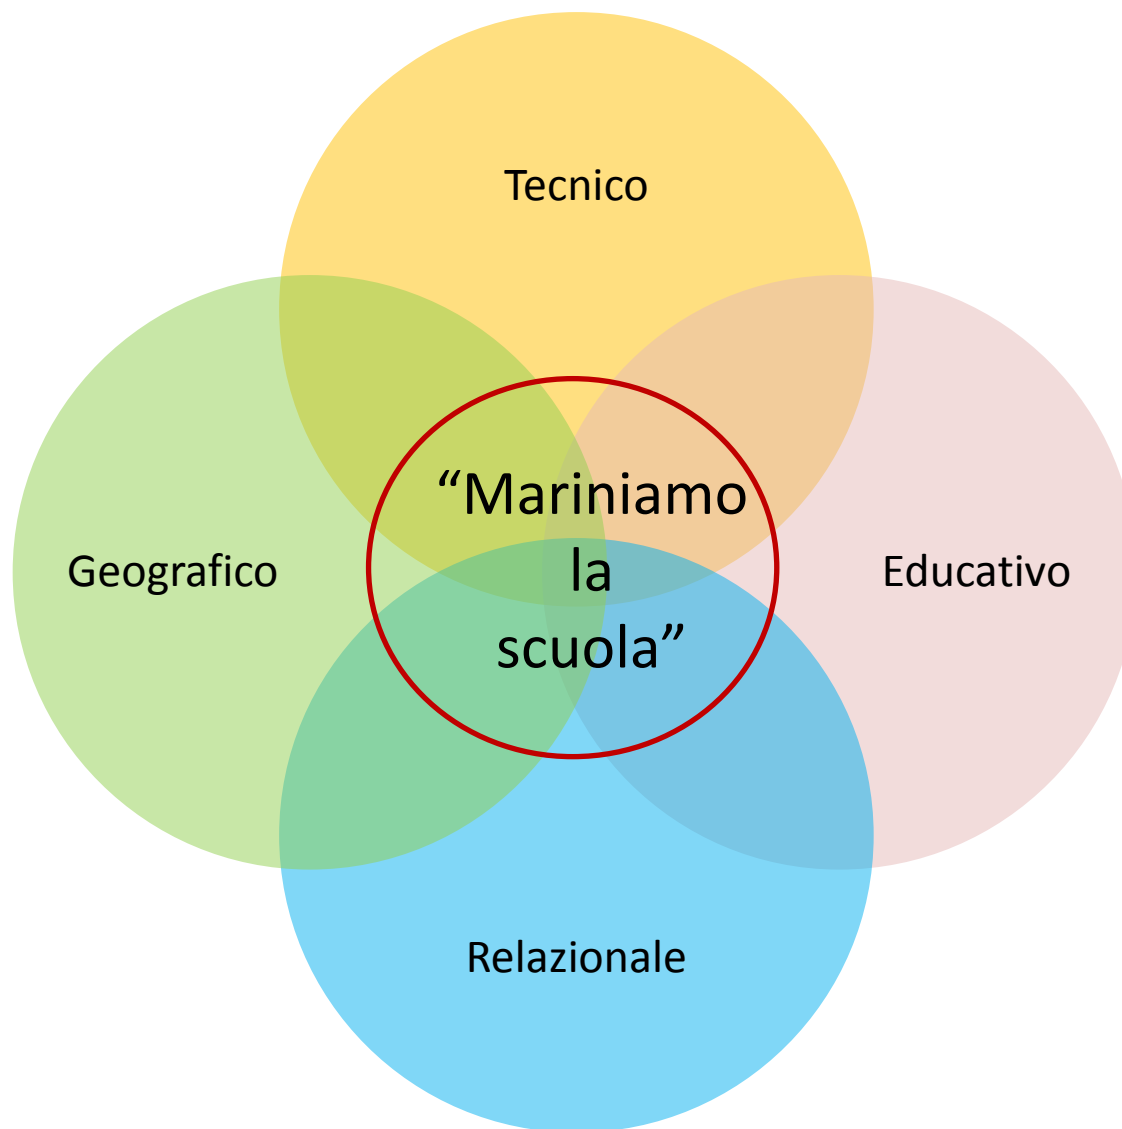 Tecnico
“Mariniamo
la
scuola”
Geografico
Educativo
Relazionale